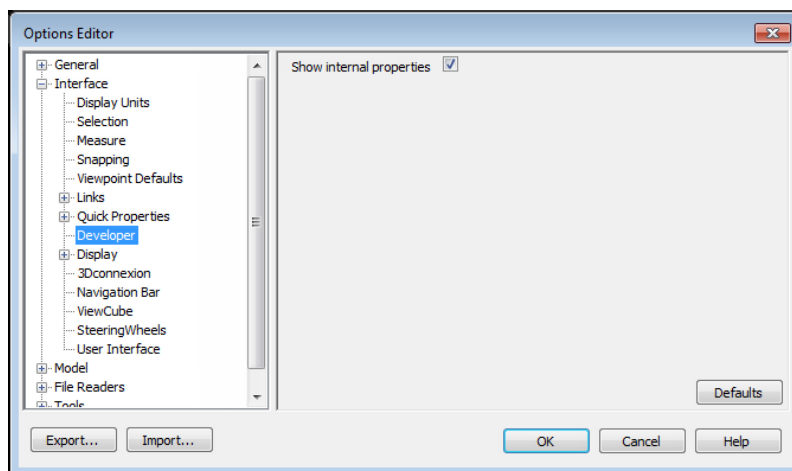 Options Editor
General
Interface
Display Units
Selection
Measure
Snapping
Viewpoint Defaults
Links
Quick Properties
Developer
Display
3Dconnexion
Navigation Bar
ViewCube
SteeringWheels
User Interface
Model
File Readers
Tools
Show internal properties
Defaults
Export... Import... OK Cancel Help